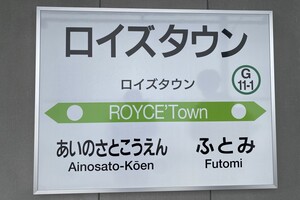 ロイズタウン
ロイズタウン
G
11-1
ROYCE'Town
あいのさとこうえん ふとみ
Ainosato-Kōen Futomi